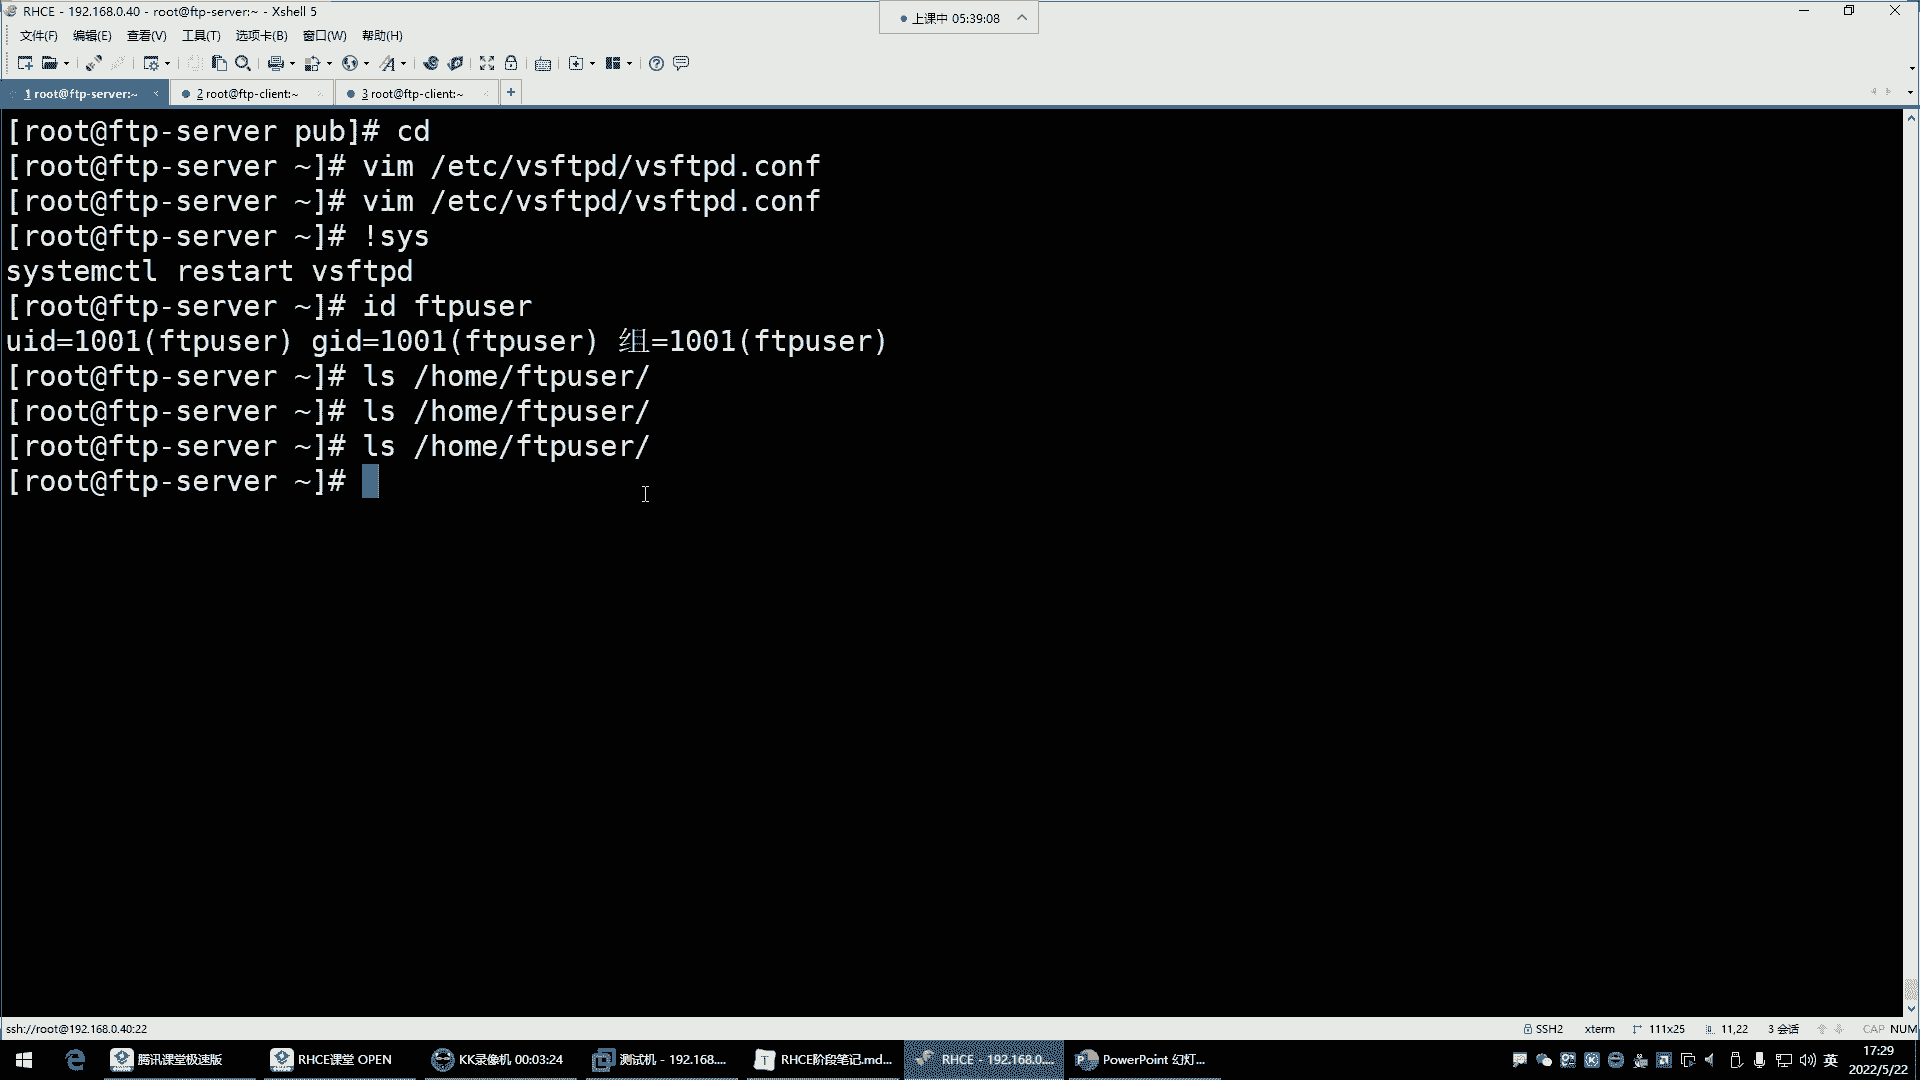 RHCE - 192.168.0.40 - root@ftp-server:~ - Xshell 5
上课中 05:39:08
文件(F) 编辑(E) 查看(V) 工具(T) 选项卡(B) 窗口(W) 帮助(H)
1 root@ftp-server:~ × 2 root@ftp-client:~ 3 root@ftp-client:~ +
[root@ftp-server pub]# cd
[root@ftp-server ~]# vim /etc/vsftpd/vsftpd.conf
[root@ftp-server ~]# vim /etc/vsftpd/vsftpd.conf
[root@ftp-server ~]# !sys
systemctl restart vsftpd
[root@ftp-server ~]# id ftpuser
uid=1001(ftpuser) gid=1001(ftpuser) 组=1001(ftpuser)
[root@ftp-server ~]# ls /home/ftpuser/
[root@ftp-server ~]# ls /home/ftpuser/
[root@ftp-server ~]# ls /home/ftpuser/
[root@ftp-server ~]#
ssh://root@192.168.0.40:22 SSH2 xterm 111x25 11,22 3 会话 CAP NUM
腾讯课堂极速版 RHCE课堂 OPEN KK录像机 00:03:24 测试机 - 192.168.... RHCE阶段笔记.md... RHCE - 192.168.0.... PowerPoint 幻灯... 英 17:29
2022/5/22